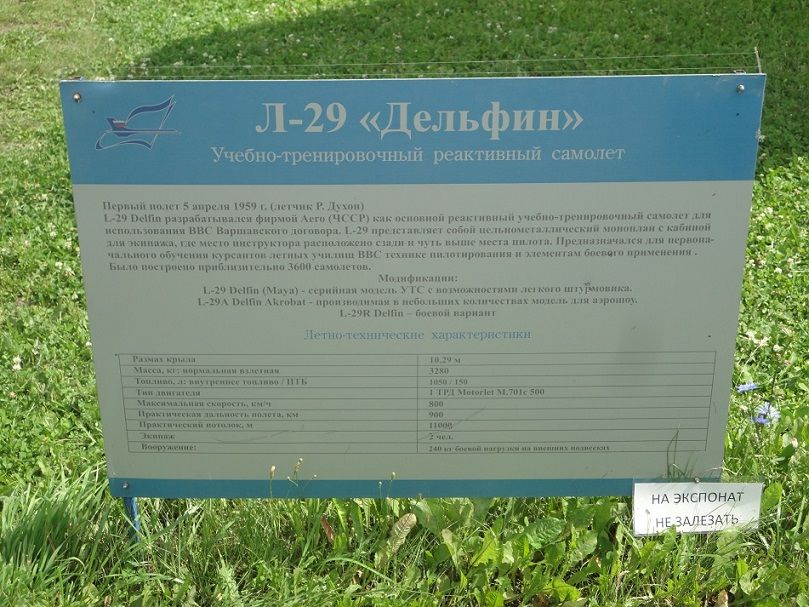 Л-29 «Дельфин»
Учебно-тренировочный реактивный самолет
Первый полет 5 апреля 1959 г. (летчик Р. Духон)
L-29 Delfin разрабатывался фирмой Aero (ЧССР) как основной реактивный учебно-тренировочный самолет для
использования ВВС Варшавского договора. L-29 представляет собой цельнометаллический моноплан с кабиной
для экипажа, где место инструктора расположено сзади и чуть выше места пилота. Предназначался для первона-
чального обучения курсантов летных училищ ВВС технике пилотирования и элементам боевого применения .
Было построено приблизительно 3600 самолетов.
Модификации:
L-29 Delfin (Maya) - серийная модель УТС с возможностями легкого штурмовика.
L-29A Delfin Akrobat - производимая в небольших количествах модель для аэрошоу.
L-29R Delfin – боевой вариант
Летно-технические характеристики
Размах крыла 10,29 м
Масса, кг: нормальная взлетная 3280
Топливо, л: внутреннее топливо / ПТБ 1050 / 150
Тип двигателя 1 ТРД Motorlet M.701c 500
Максимальная скорость, км/ч 800
Практическая дальность полета, км 900
Практический потолок, м 11000
Экипаж 2 чел.
Вооружение: 240 кг боевой нагрузки на внешних подвесках
НА ЭКСПОНАТ
НЕ ЗАЛЕЗАТЬ